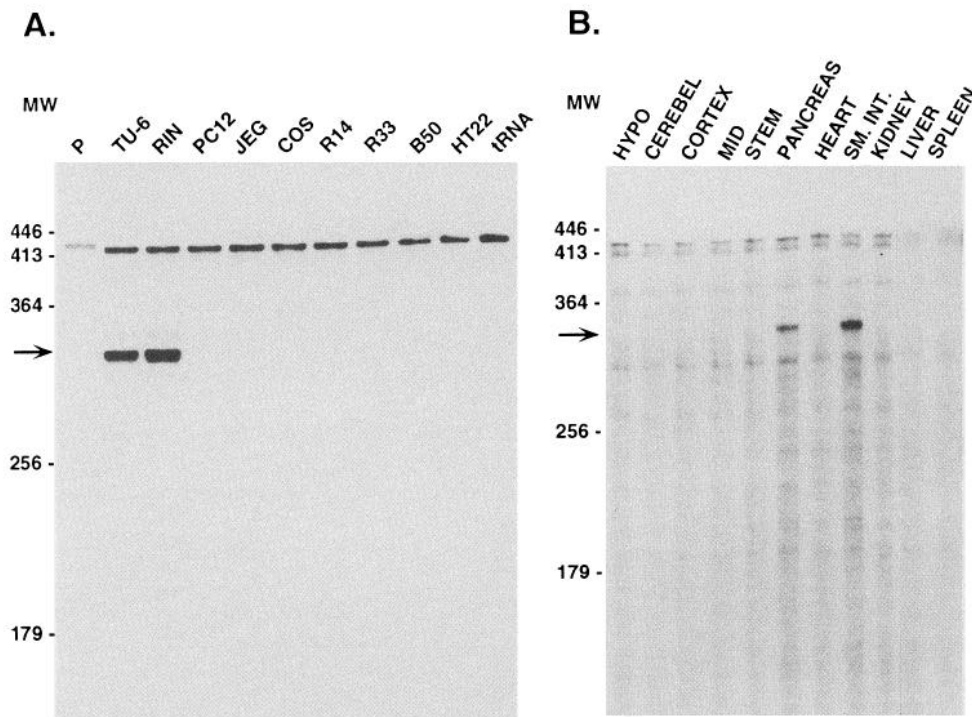 A.
MW
P TU-6 RIN PC12 JEG COS R14 R33 B50 HT22 tRNA
446 -
413 -
364 -
256 -
179 -
B.
MW
HYPO CEREBEL CORTEX MID STEM PANCREAS HEART SM. INT. KIDNEY LIVER SPLEEN
446 -
413 -
364 -
256 -
179 -